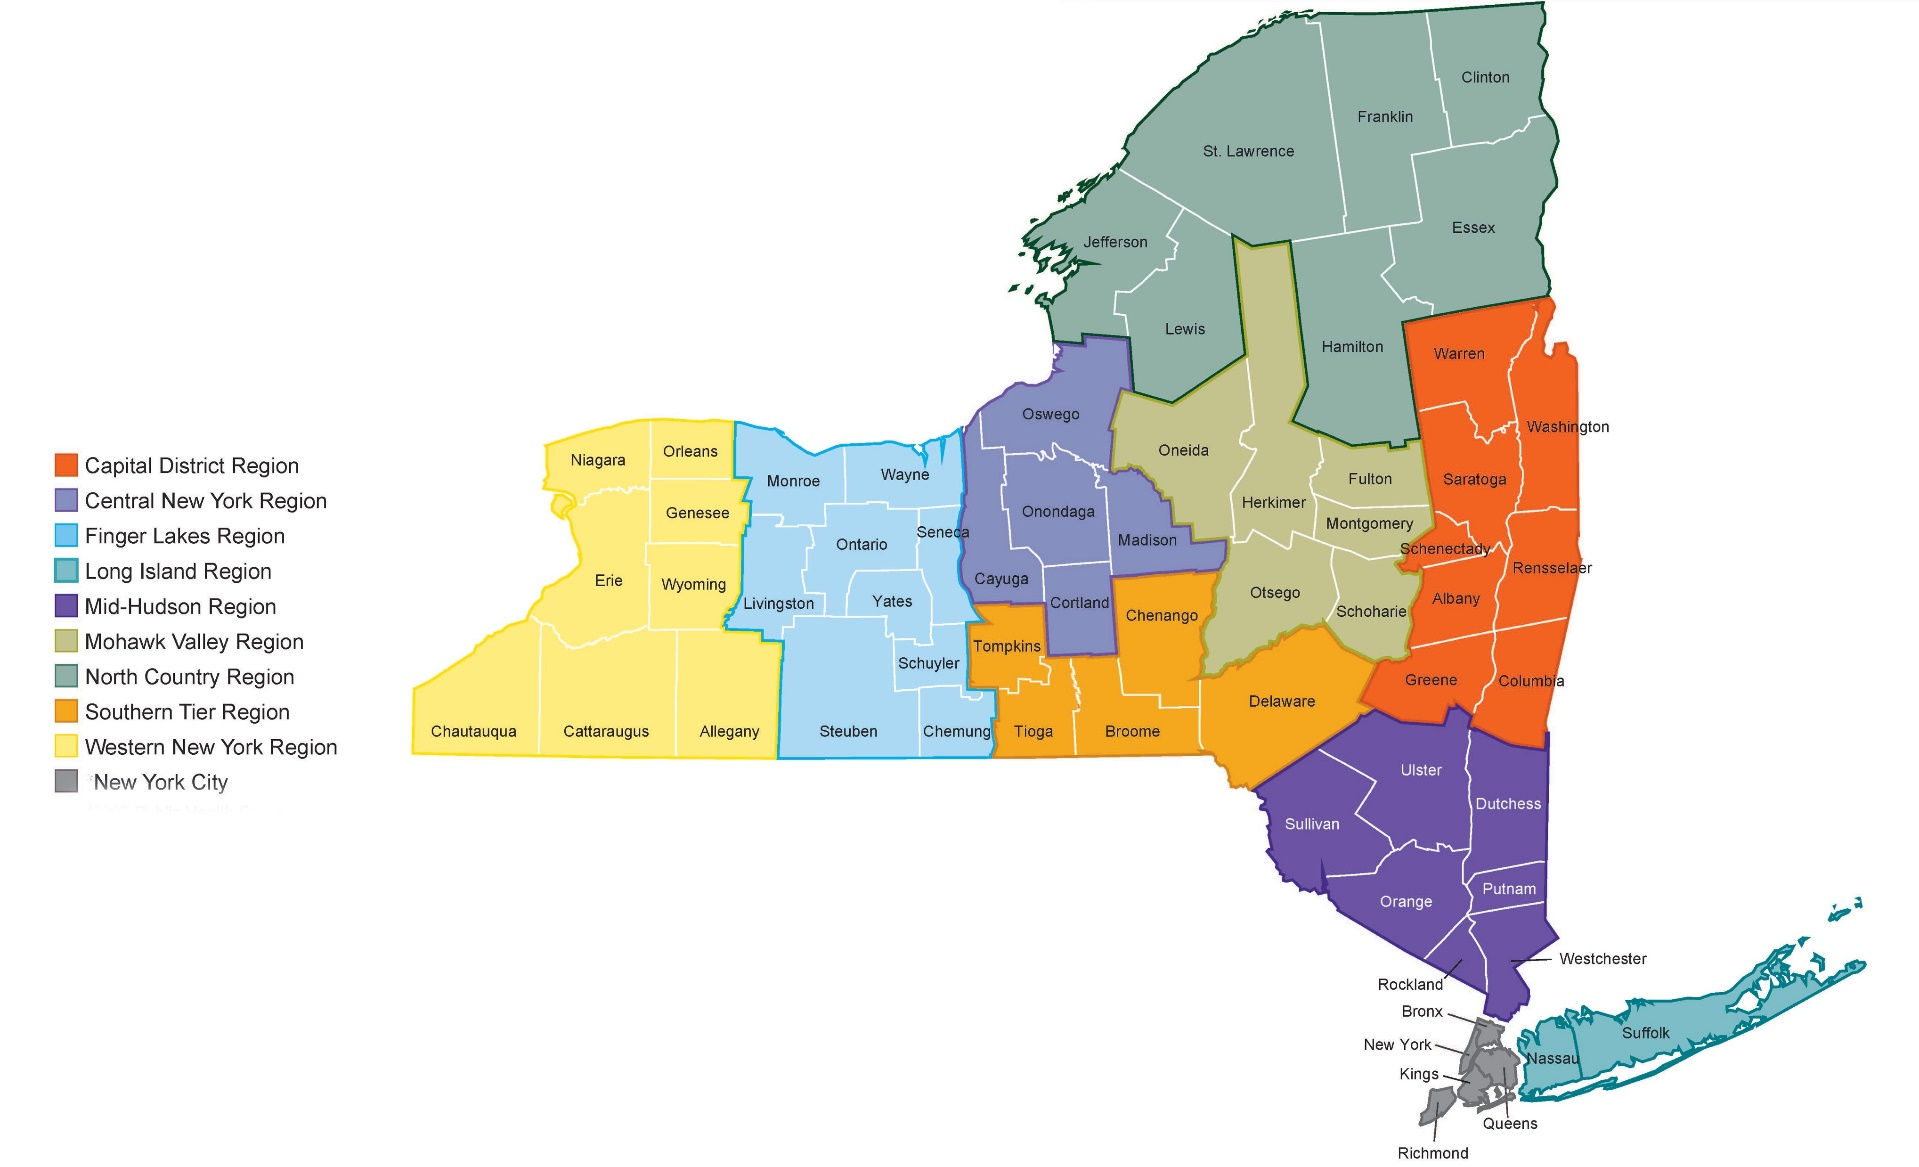 Clinton
Franklin
St. Lawrence
Essex
Jefferson
Lewis
Hamilton
Warren
Washington
Oswego
Oneida
Herkimer
Fulton
Saratoga
Montgomery
Schenectady
Rensselaer
Niagara
Orleans
Monroe
Wayne
Genesee
Onondaga
Seneca
Madison
Ontario
Erie
Wyoming
Cayuga
Livingston
Yates
Cortland
Chenango
Otsego
Schoharie
Albany
Tompkins
Schuyler
Greene
Columbia
Delaware
Chautauqua
Cattaraugus
Allegany
Steuben
Chemung
Tioga
Broome
Ulster
Dutchess
Sullivan
Putnam
Orange
Westchester
Rockland
Bronx
New York
Kings
Queens
Richmond
Nassau
Suffolk
Capital District Region
Central New York Region
Finger Lakes Region
Long Island Region
Mid-Hudson Region
Mohawk Valley Region
North Country Region
Southern Tier Region
Western New York Region
New York City